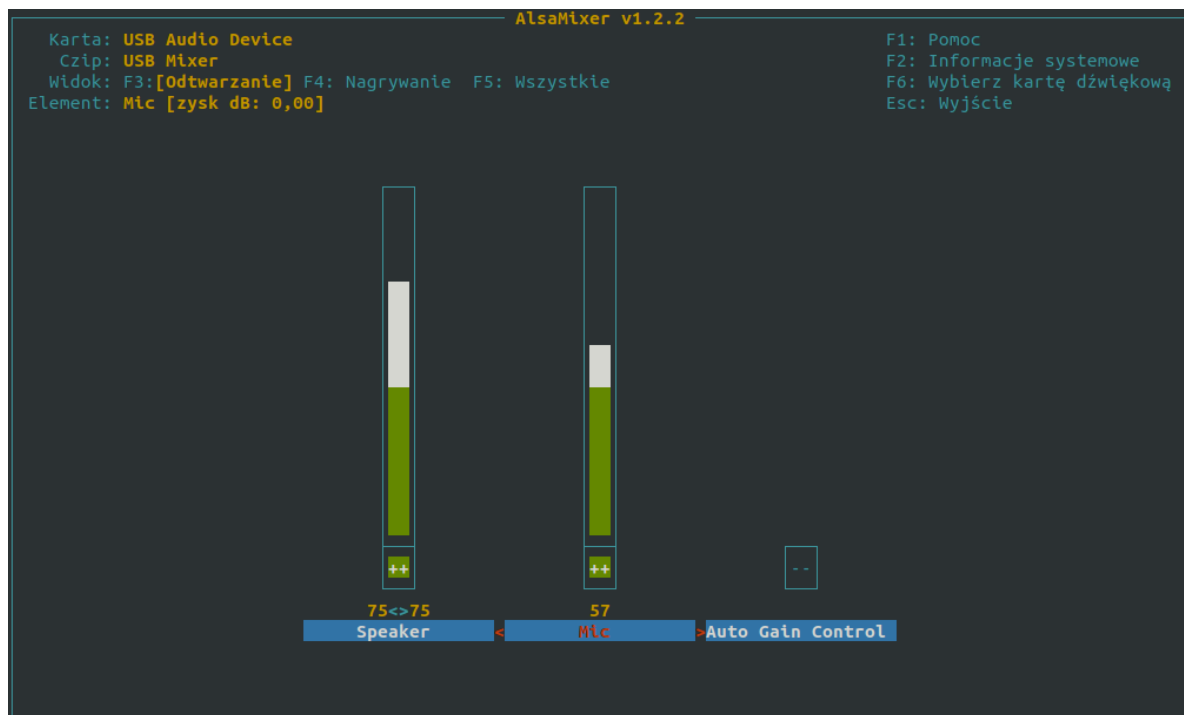 AlsaMixer v1.2.2
Karta: USB Audio Device F1: Pomoc
Czip: USB Mixer F2: Informacje systemowe
Widok: F3:[Odtwarzanie] F4: Nagrywanie F5: Wszystkie F6: Wybierz kartę dźwiękową
Element: Mic [zysk dB: 0,00] Esc: Wyjście
++ ++ --
75<>75 57
Speaker < Mic >Auto Gain Control